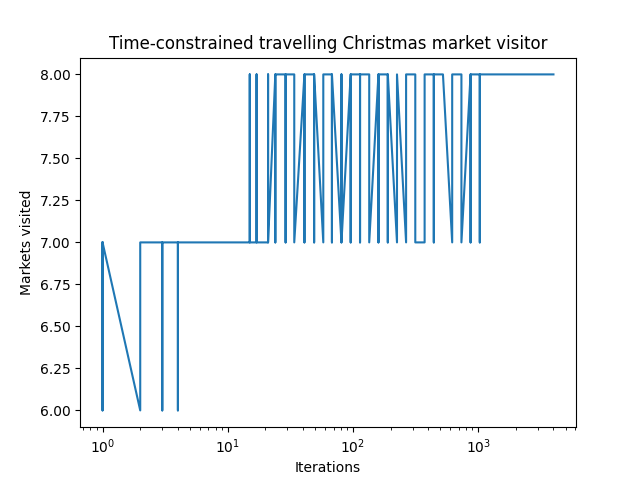 Time-constrained travelling Christmas market visitor
8.00
7.75
7.50
7.25
7.00
6.75
6.50
6.25
6.00
Markets visited
10⁰ 10¹ 10² 10³
Iterations